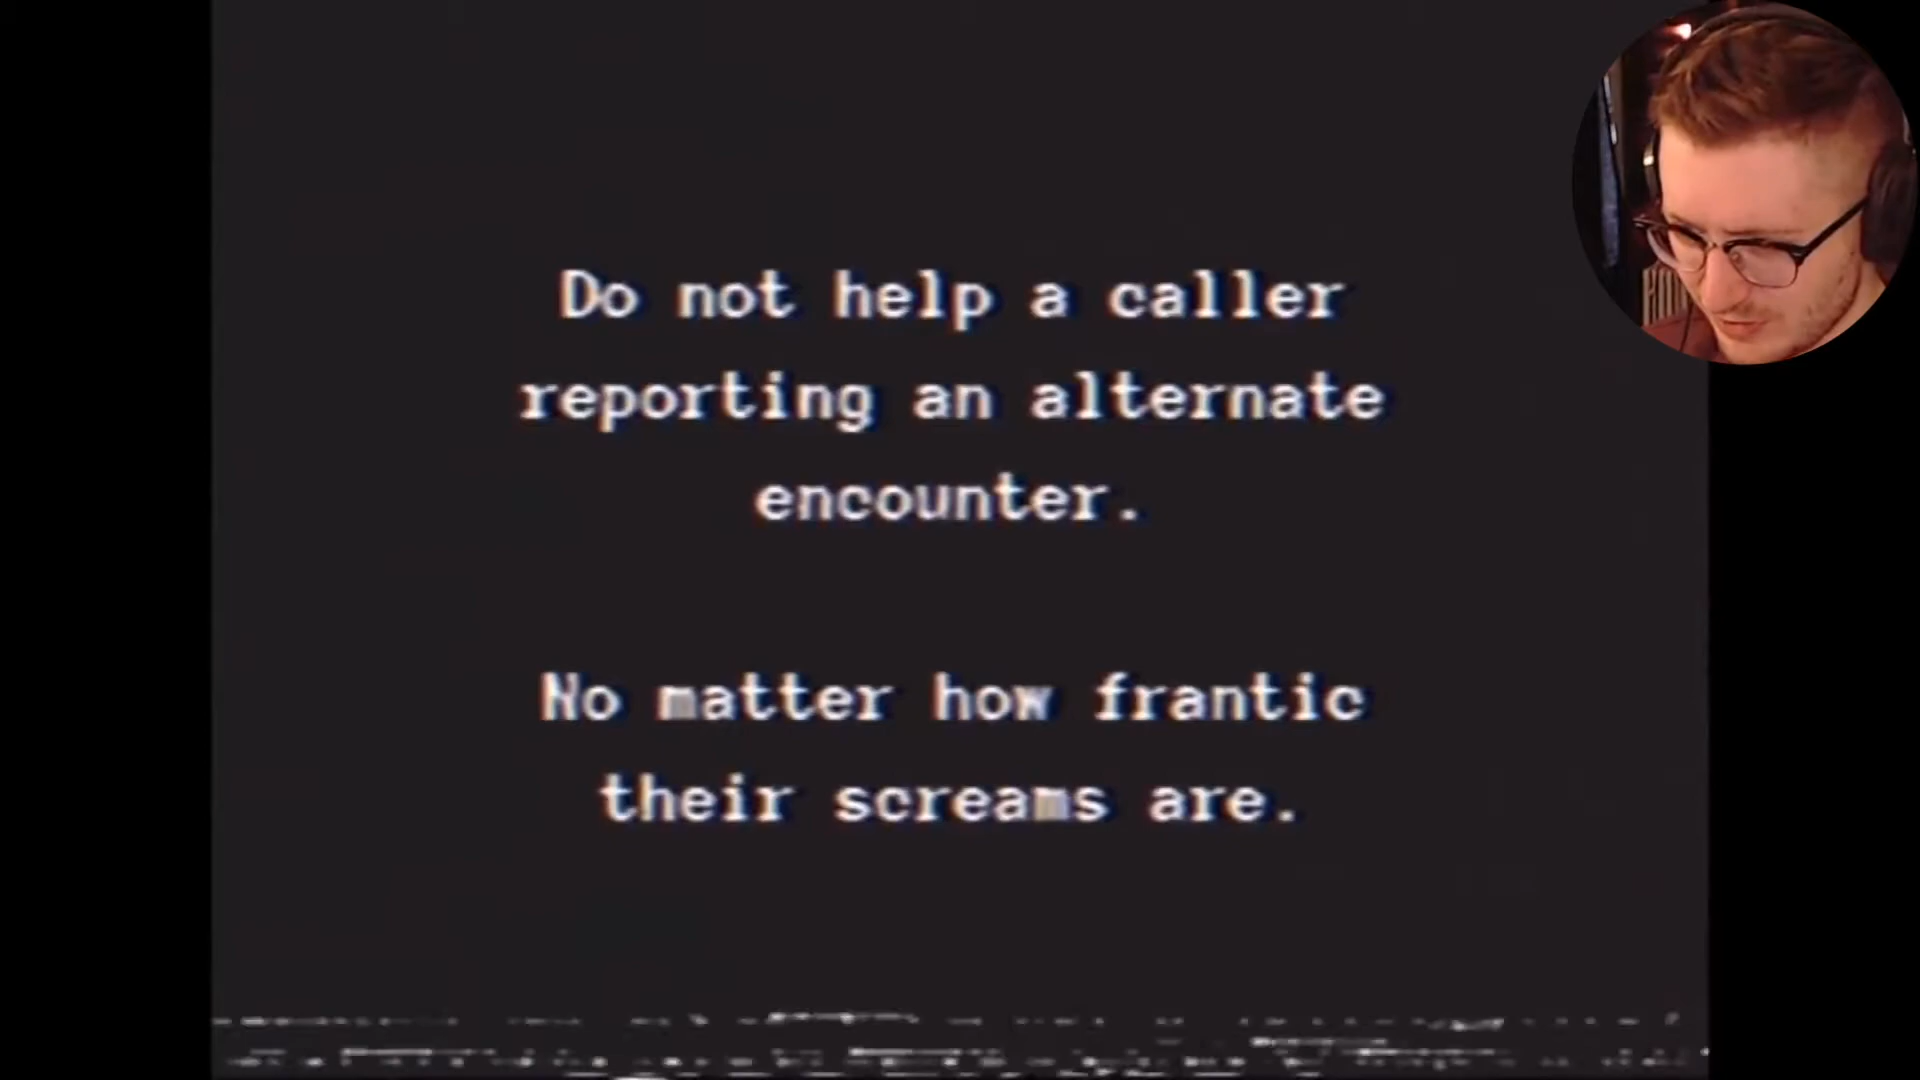 Do not help a caller
reporting an alternate
encounter.
No matter how frantic
their screams are.